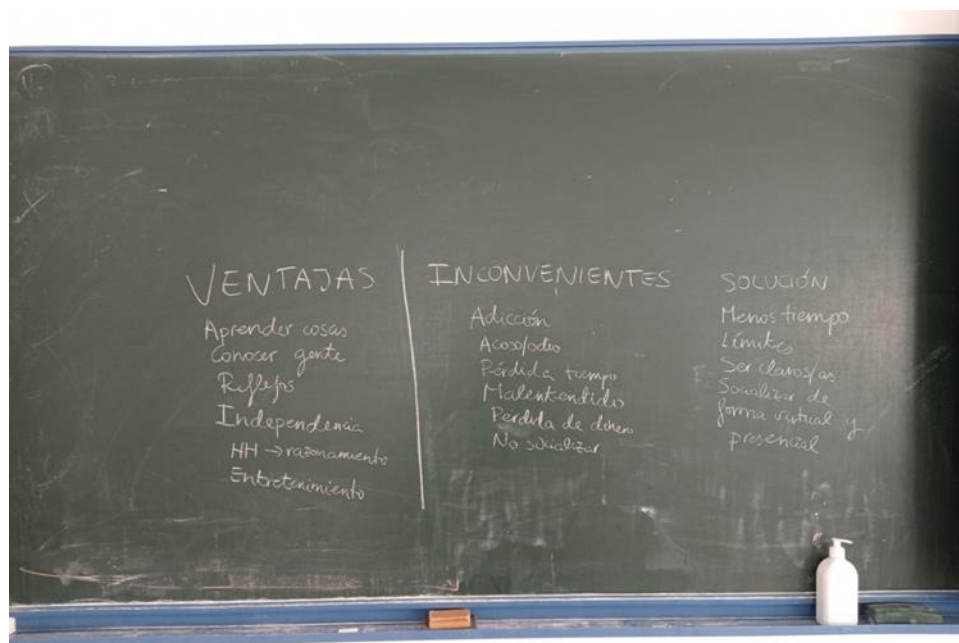 VENTAJAS
Aprender cosas
Conocer gente
Reflejos
Independencia
HH → razonamiento
Entretenimiento
INCONVENIENTES
Adicción
Acoso/odio
Pérdida tiempo
Malentendido
Pérdida de dinero
No socializar
SOLUCIÓN
Menos tiempo
Límites
Ser claros/as
Socializar de
forma virtual y
presencial